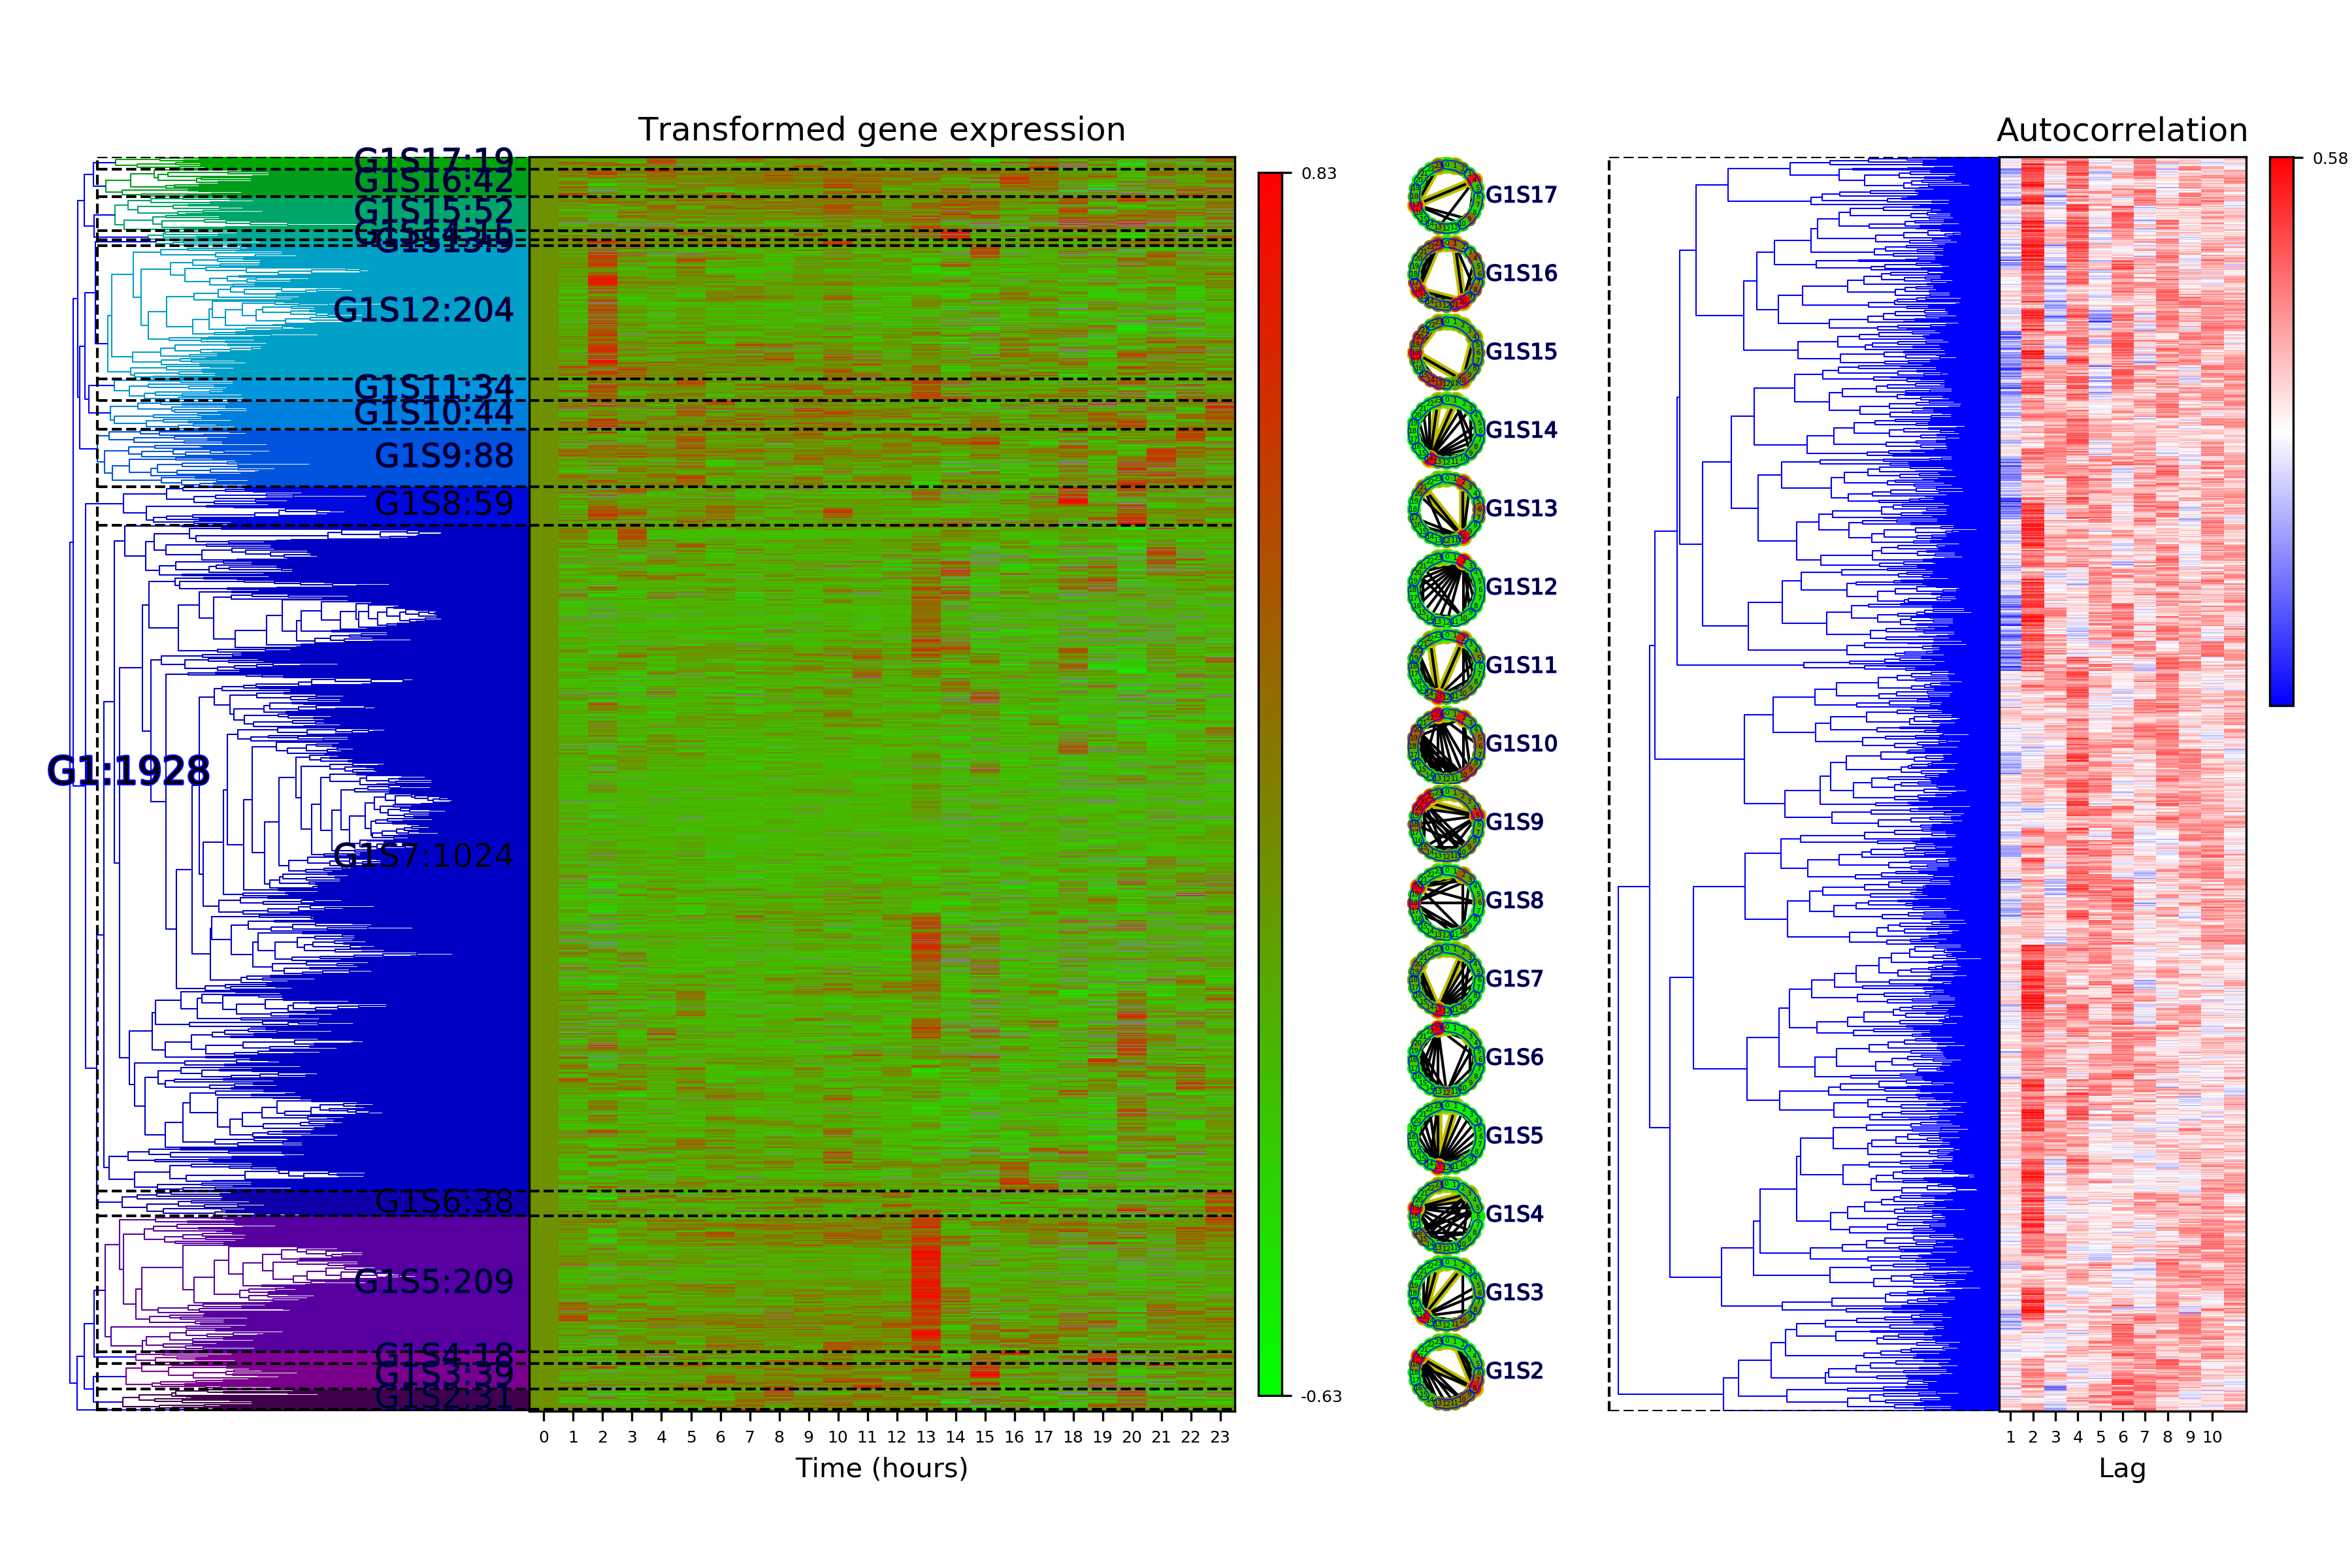 Transformed gene expression
Autocorrelation
G1S17:19
G1S16:42
G1S15:52
G1S13:9
G1S12:204
G1S11:34
G1S10:44
G1S9:88
G1S8:59
G1:1928
G1S7:1024
G1S6:38
G1S5:209
G1S4:18
G1S3:39
G1S2:31
0 1 2 3 4 5 6 7 8 9 10 11 12 13 14 15 16 17 18 19 20 21 22 23
Time (hours)
0.83
-0.63
G1S17
G1S16
G1S15
G1S14
G1S13
G1S12
G1S11
G1S10
G1S9
G1S8
G1S7
G1S6
G1S5
G1S4
G1S3
G1S2
1 2 3 4 5 6 7 8 9 10
Lag
0.58